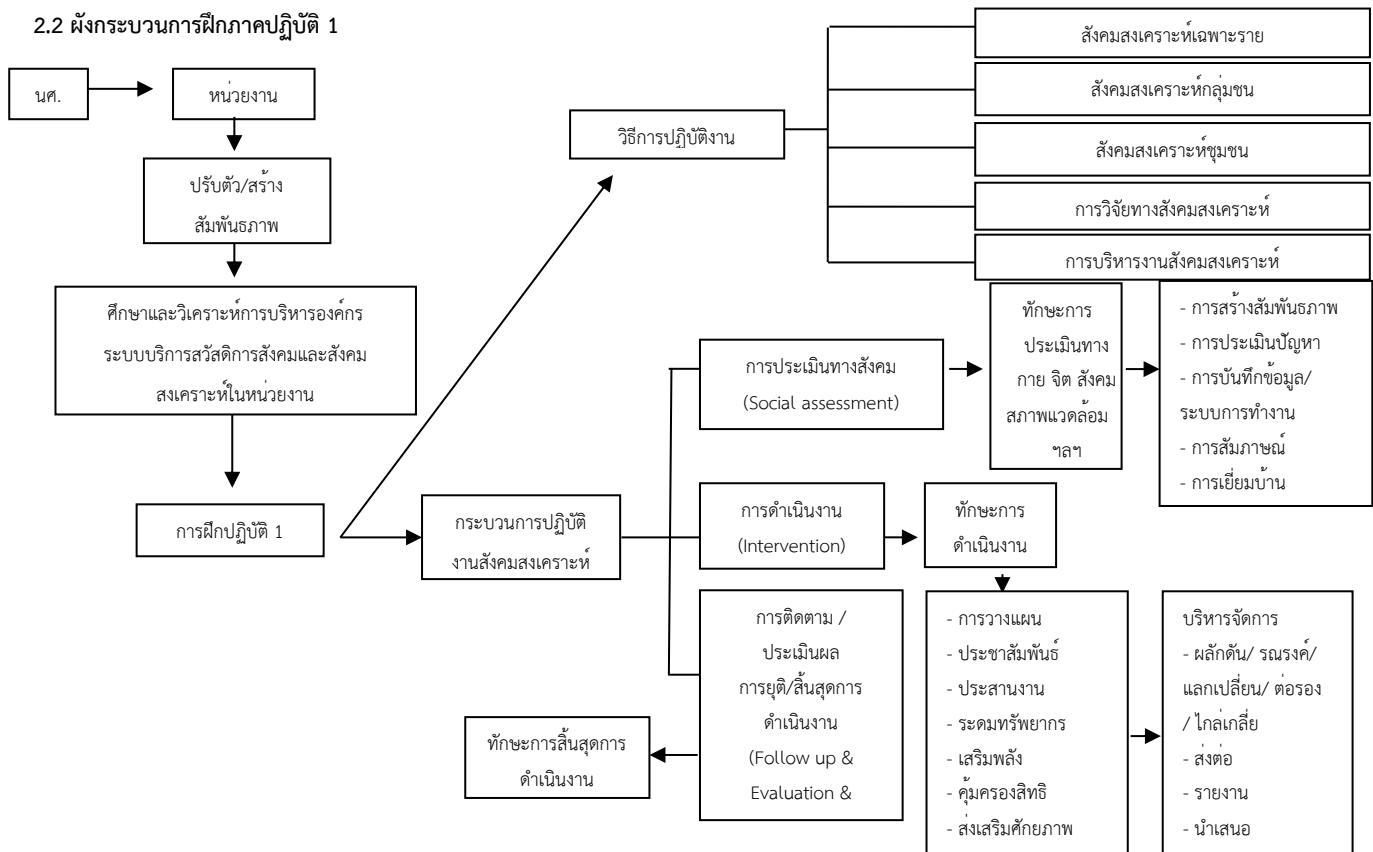 2.2 ผังกระบวนการฝึกภาคปฏิบัติ 1
นศ.
หน่วยงาน
ปรับตัว/สร้าง
สัมพันธภาพ
ศึกษาและวิเคราะห์การบริหารองค์กร
ระบบบริการสวัสดิการสังคมและสังคม
สงเคราะห์ในหน่วยงาน
การฝึกปฏิบัติ 1
วิธีการปฏิบัติงาน
สังคมสงเคราะห์เฉพาะราย
สังคมสงเคราะห์กลุ่มชน
สังคมสงเคราะห์ชุมชน
การวิจัยทางสังคมสงเคราะห์
การบริหารงานสังคมสงเคราะห์
กระบวนการปฏิบัติ
งานสังคมสงเคราะห์
การประเมินทางสังคม
(Social assessment)
ทักษะการ
ประเมินทาง
กาย จิต สังคม
สภาพแวดล้อม
ฯลฯ
- การสร้างสัมพันธภาพ
- การประเมินปัญหา
- การบันทึกข้อมูล/
ระบบการทำงาน
- การสัมภาษณ์
- การเยี่ยมบ้าน
การดำเนินงาน
(Intervention)
ทักษะการ
ดำเนินงาน
- การวางแผน
- ประชาสัมพันธ์
- ประสานงาน
- ระดมทรัพยากร
- เสริมพลัง
- คุ้มครองสิทธิ
- ส่งเสริมศักยภาพ
บริหารจัดการ
- ผลักดัน/ รณรงค์/
แลกเปลี่ยน/ ต่อรอง
/ ไกล่เกลี่ย
- ส่งต่อ
- รายงาน
- นำเสนอ
การติดตาม /
ประเมินผล
การยุติ/สิ้นสุดการ
ดำเนินงาน
(Follow up &
Evaluation &
ทักษะการสิ้นสุดการ
ดำเนินงาน